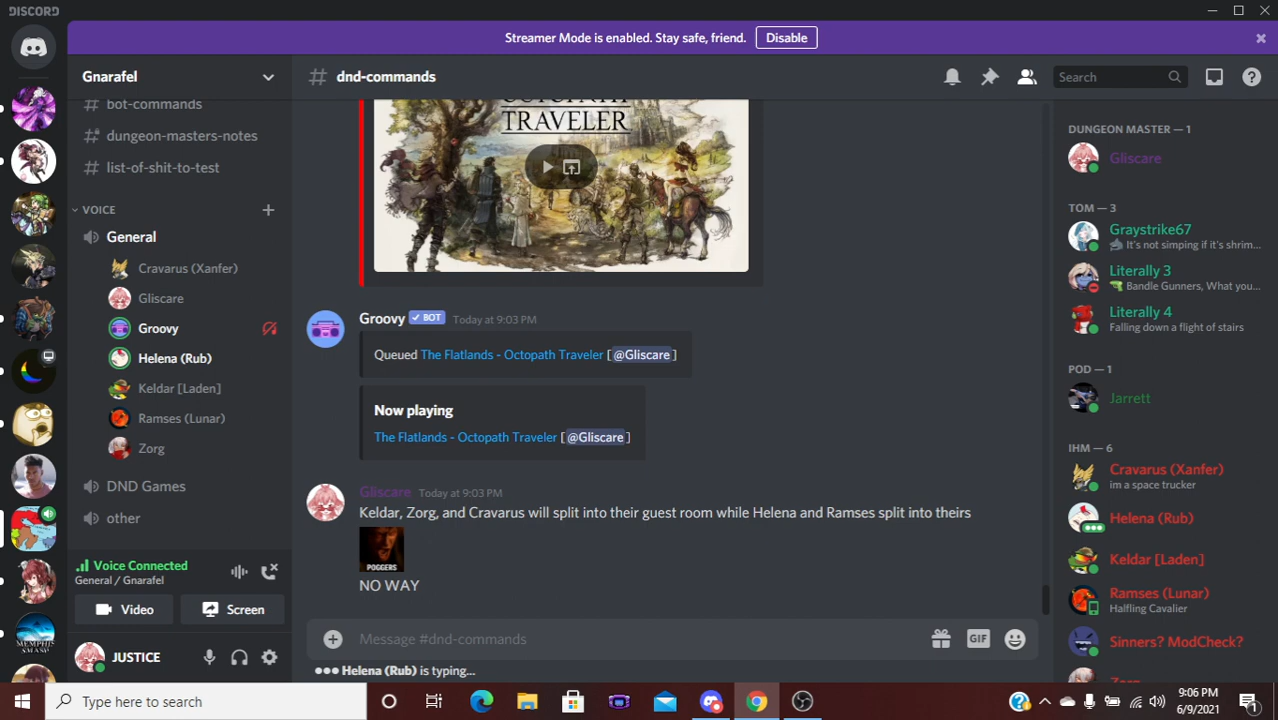 DISCORD
Streamer Mode is enabled. Stay safe, friend. Disable
Gnarafel
bot-commands
dungeon-masters-notes
list-of-shit-to-test
VOICE
General
Cravarus (Xanfer)
Gliscare
Groovy
Helena (Rub)
Keldar [Laden]
Ramses (Lunar)
Zorg
DND Games
other
Voice Connected
General / Gnarafel
Video
Screen
JUSTICE
dnd-commands
Search
OCTOPATH
TRAVELER
Groovy BOT Today at 9:03 PM
Queued The Flatlands - Octopath Traveler [ @Gliscare ]
Now playing
The Flatlands - Octopath Traveler [ @Gliscare ]
Gliscare Today at 9:03 PM
Keldar, Zorg, and Cravarus will split into their guest room while Helena and Ramses split into theirs
POGGERS
NO WAY
Message #dnd-commands
GIF
Helena (Rub) is typing...
DUNGEON MASTER — 1
Gliscare
TOM — 3
Graystrike67
It's not simping if it's shrim...
Literally 3
Bandle Gunners, What you...
Literally 4
Falling down a flight of stairs
POD — 1
Jarrett
IHM — 6
Cravarus (Xanfer)
im a space trucker
Helena (Rub)
Keldar [Laden]
Ramses (Lunar)
Halfling Cavalier
Sinners? ModCheck?
Zorg
MEMPHIS
SMASH
Type here to search
9:06 PM
6/9/2021
1